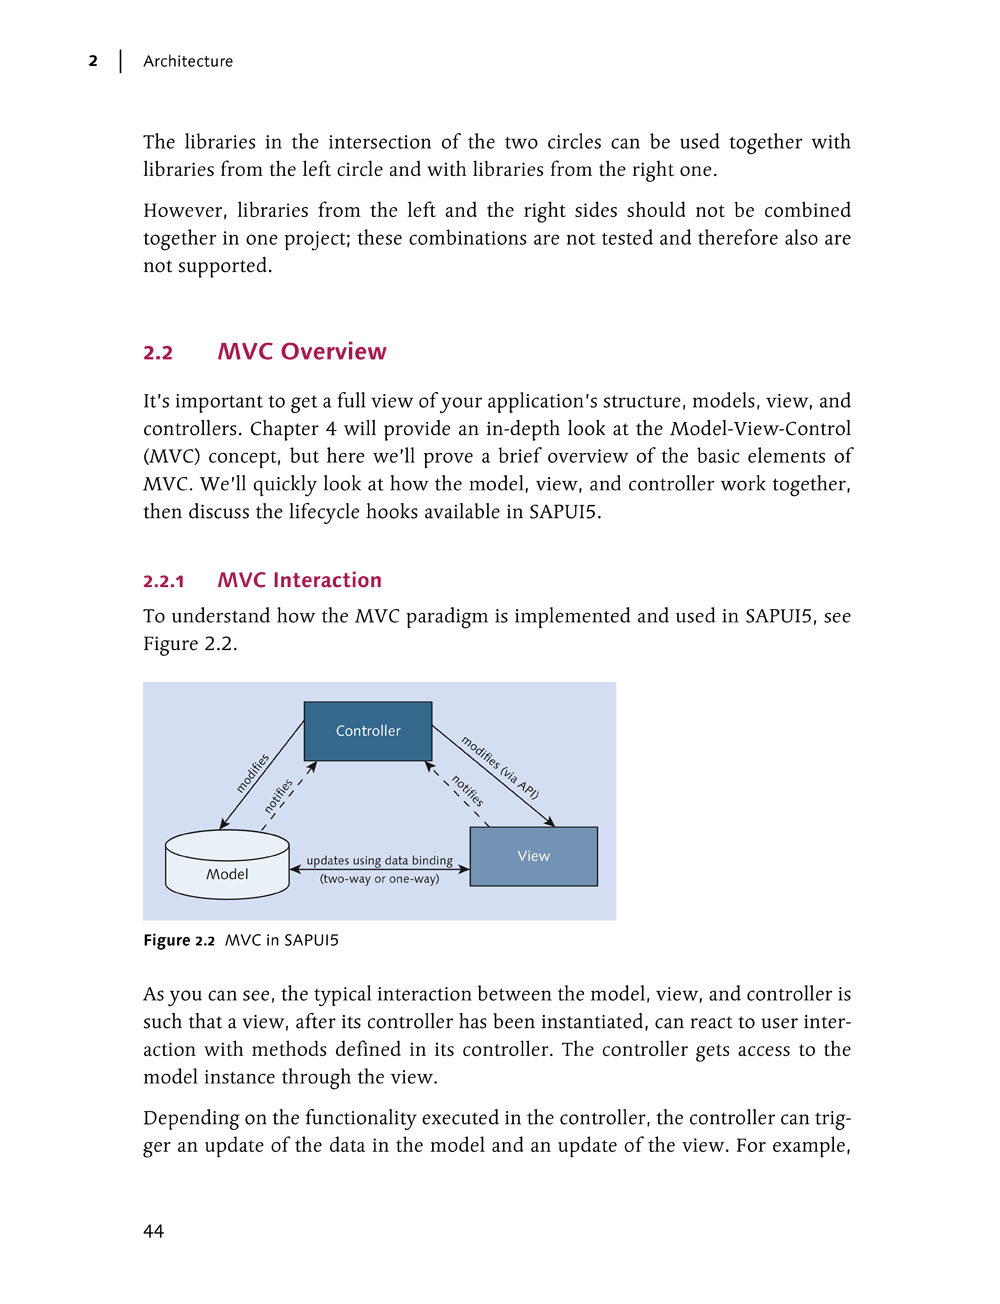 2 | Architecture
The libraries in the intersection of the two circles can be used together with
libraries from the left circle and with libraries from the right one.
However, libraries from the left and the right sides should not be combined
together in one project; these combinations are not tested and therefore also are
not supported.
2.2 MVC Overview
It's important to get a full view of your application's structure, models, view, and
controllers. Chapter 4 will provide an in-depth look at the Model-View-Control
(MVC) concept, but here we'll prove a brief overview of the basic elements of
MVC. We'll quickly look at how the model, view, and controller work together,
then discuss the lifecycle hooks available in SAPUI5.
2.2.1 MVC Interaction
To understand how the MVC paradigm is implemented and used in SAPUI5, see
Figure 2.2.
Controller
modifies
notifies
modifies (via API)
notifies
Model
updates using data binding
(two-way or one-way)
View
Figure 2.2 MVC in SAPUI5
As you can see, the typical interaction between the model, view, and controller is
such that a view, after its controller has been instantiated, can react to user inter-
action with methods defined in its controller. The controller gets access to the
model instance through the view.
Depending on the functionality executed in the controller, the controller can trig-
ger an update of the data in the model and an update of the view. For example,
44